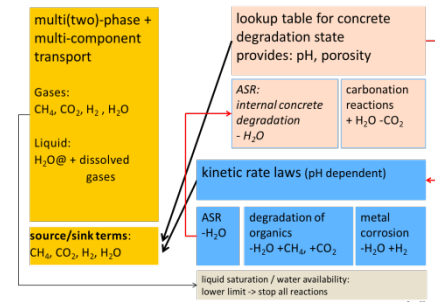 multi(two)-phase +
multi-component
transport
Gases:
CH₄, CO₂, H₂ , H₂O
Liquid:
H₂O@ + dissolved
gases
source/sink terms:
CH₄, CO₂, H₂, H₂O
lookup table for concrete
degradation state
provides: pH, porosity
ASR:
internal concrete
degradation
- H₂O
carbonation
reactions
+ H₂O -CO₂
kinetic rate laws (pH dependent)
ASR
-H₂O
degradation of
organics
-H₂O +CH₄, +CO₂
metal
corrosion
-H₂O +H₂
liquid saturation / water availability:
lower limit -> stop all reactions